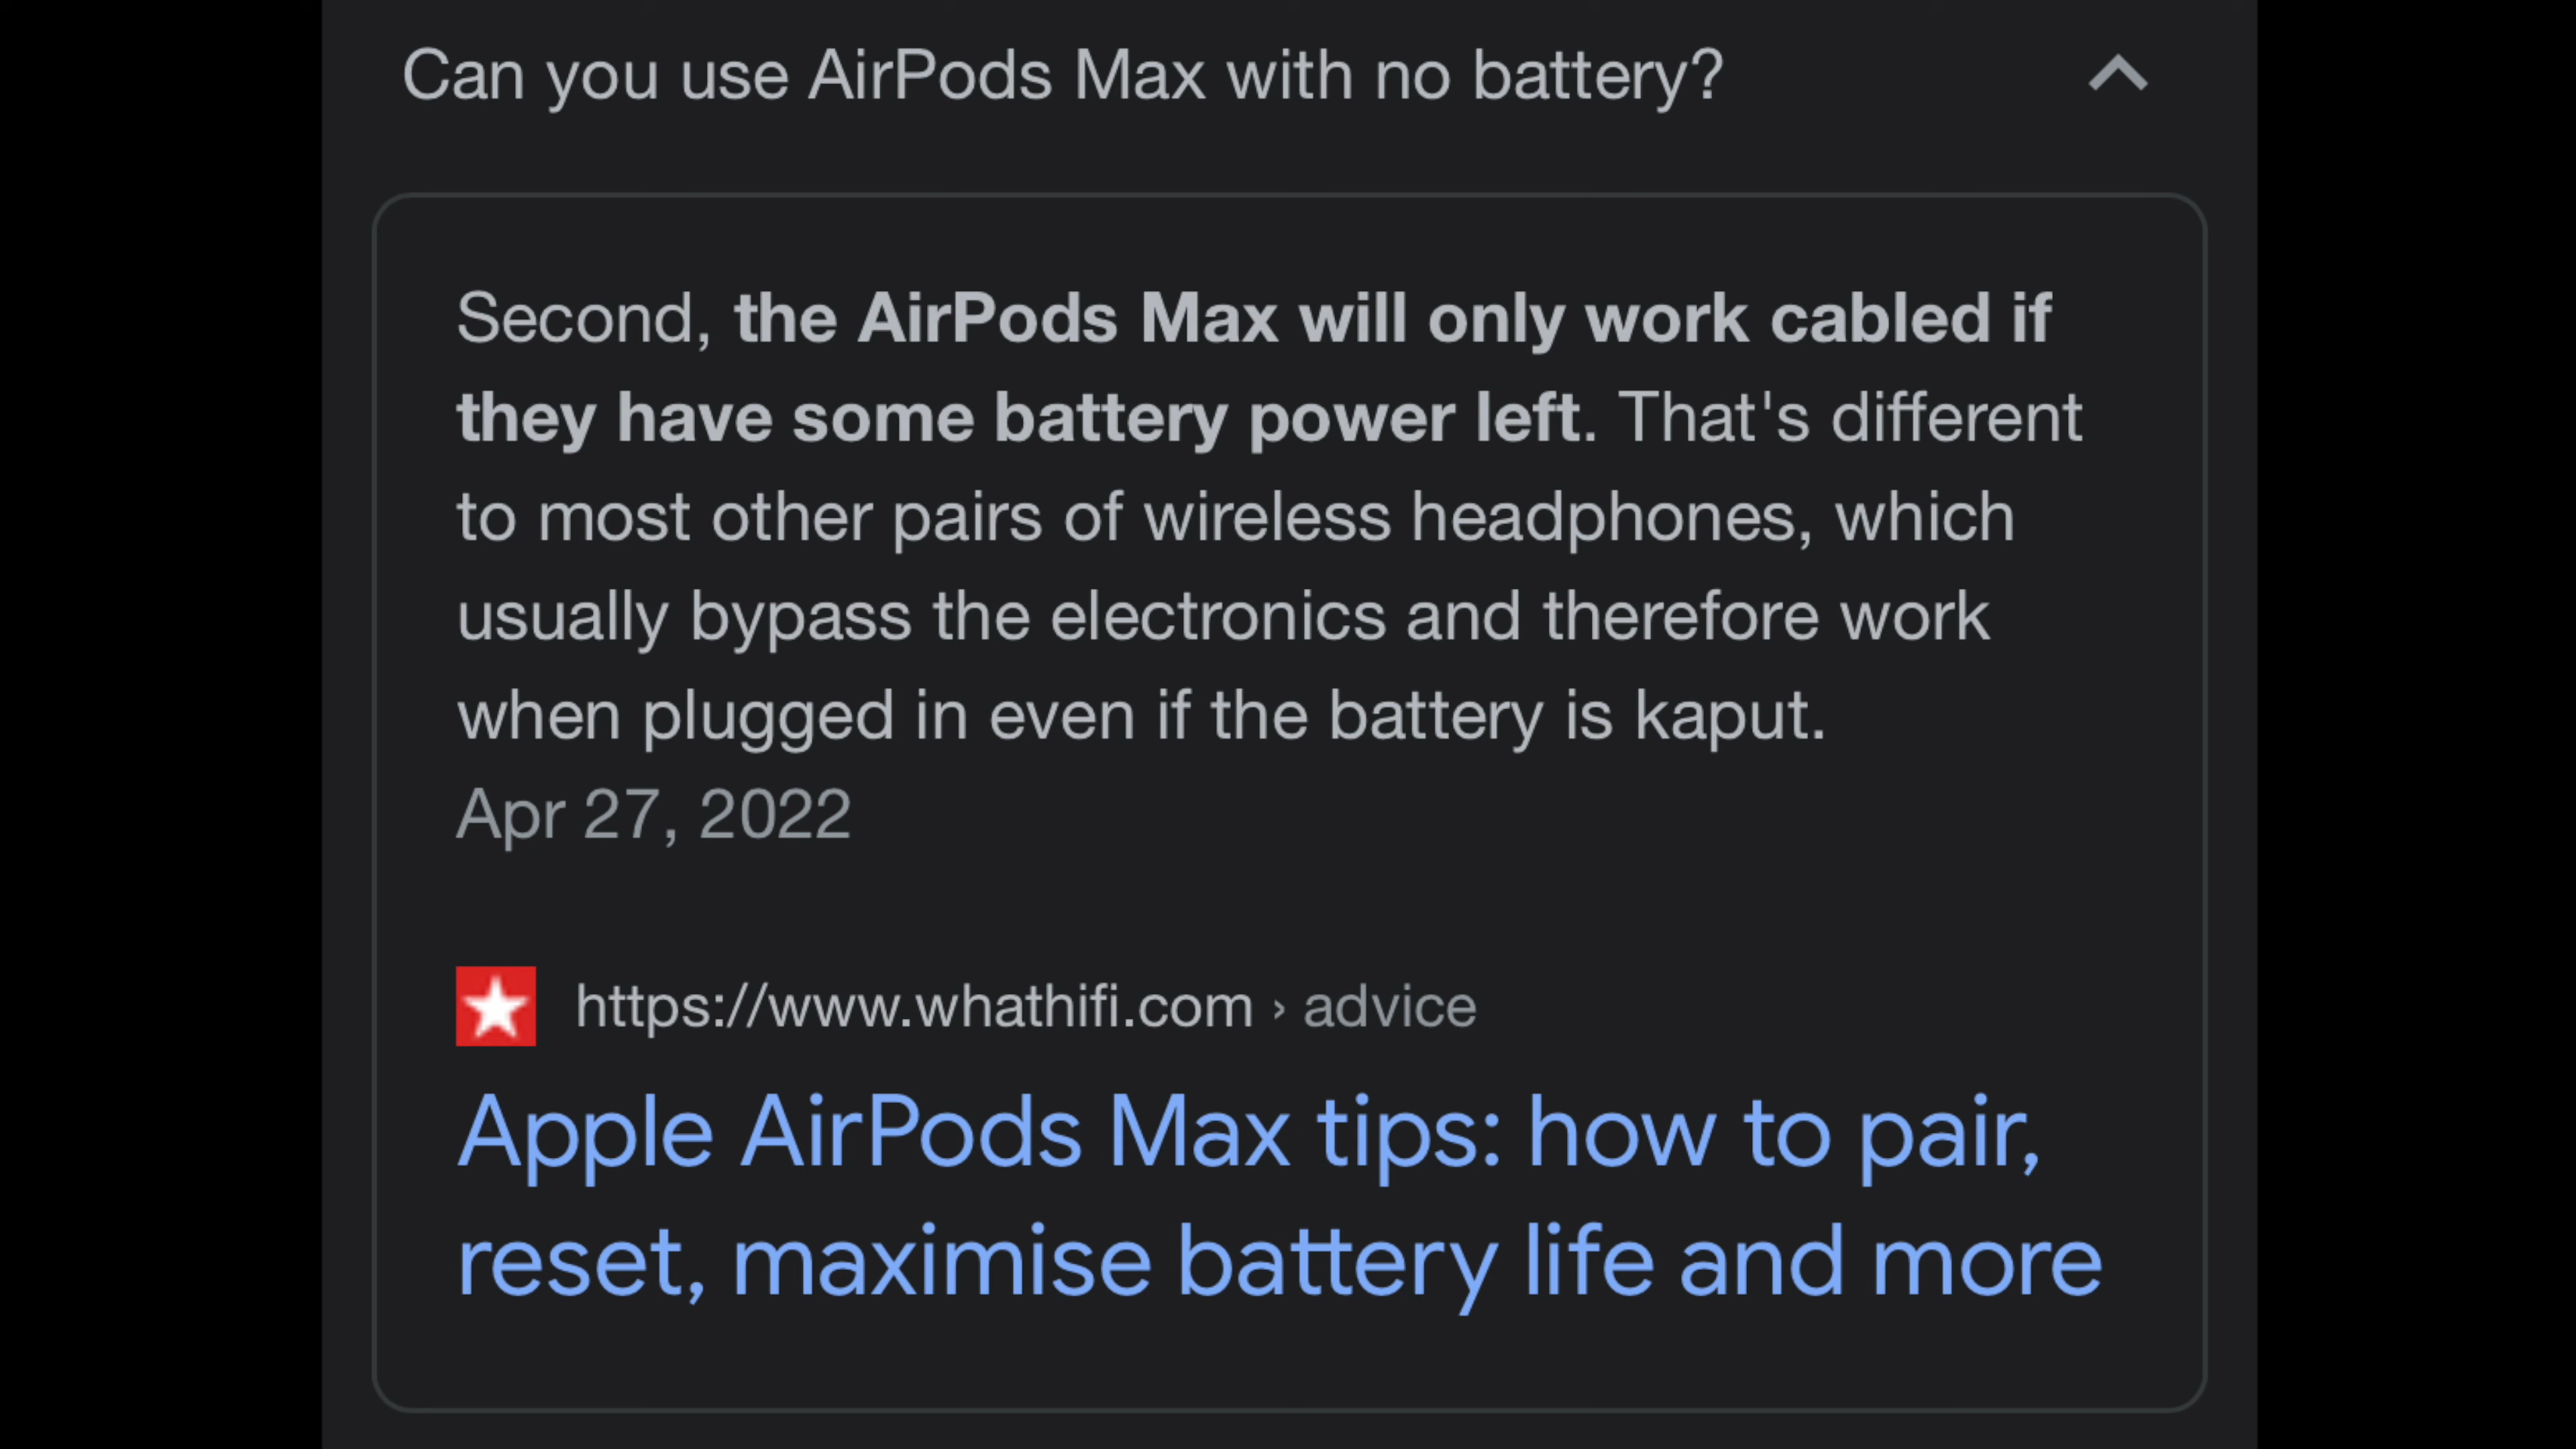 Can you use AirPods Max with no battery?
Second, the AirPods Max will only work cabled if
they have some battery power left. That's different
to most other pairs of wireless headphones, which
usually bypass the electronics and therefore work
when plugged in even if the battery is kaput.
Apr 27, 2022
https://www.whathifi.com › advice
Apple AirPods Max tips: how to pair,
reset, maximise battery life and more